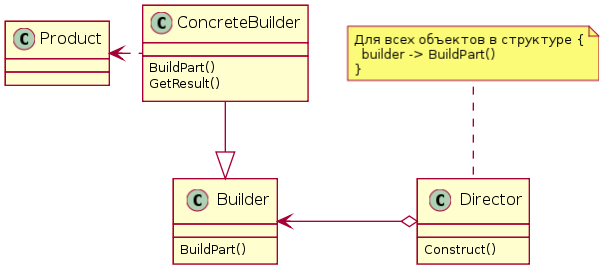 C Product
C ConcreteBuilder
BuildPart()
GetResult()
Для всех объектов в структуре {
builder -> BuildPart()
}
C Builder
BuildPart()
C Director
Construct()